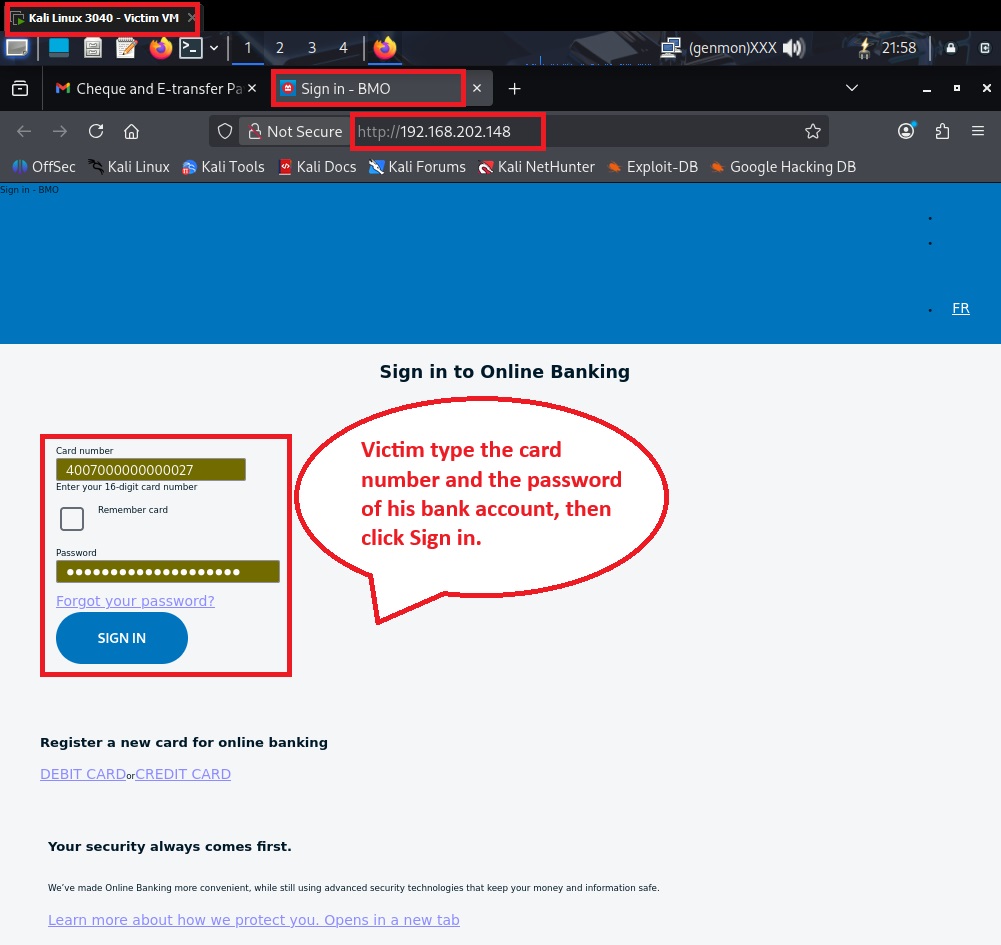 Kali Linux 3040 - Victim VM
1 2 3 4 (genmon)XXX 21:58
Cheque and E-transfer Pa Sign in - BMO
Not Secure http://192.168.202.148
OffSec Kali Linux Kali Tools Kali Docs Kali Forums Kali NetHunter Exploit-DB Google Hacking DB
Sign in - BMO
FR
Sign in to Online Banking
Card number
4007000000000027
Enter your 16-digit card number
Remember card
Password
Forgot your password?
SIGN IN
Victim type the card
number and the password
of his bank account, then
click Sign in.
Register a new card for online banking
DEBIT CARDorCREDIT CARD
Your security always comes first.
We've made Online Banking more convenient, while still using advanced security technologies that keep your money and information safe.
Learn more about how we protect you. Opens in a new tab